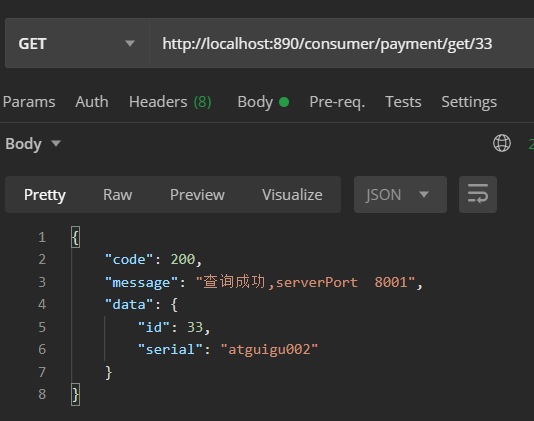 GET http://localhost:890/consumer/payment/get/33
Params Auth Headers (8) Body Pre-req. Tests Settings
Body
Pretty Raw Preview Visualize JSON
1 {
2 "code": 200,
3 "message": "查询成功,serverPort  8001",
4 "data": {
5 "id": 33,
6 "serial": "atguigu002"
7 }
8 }